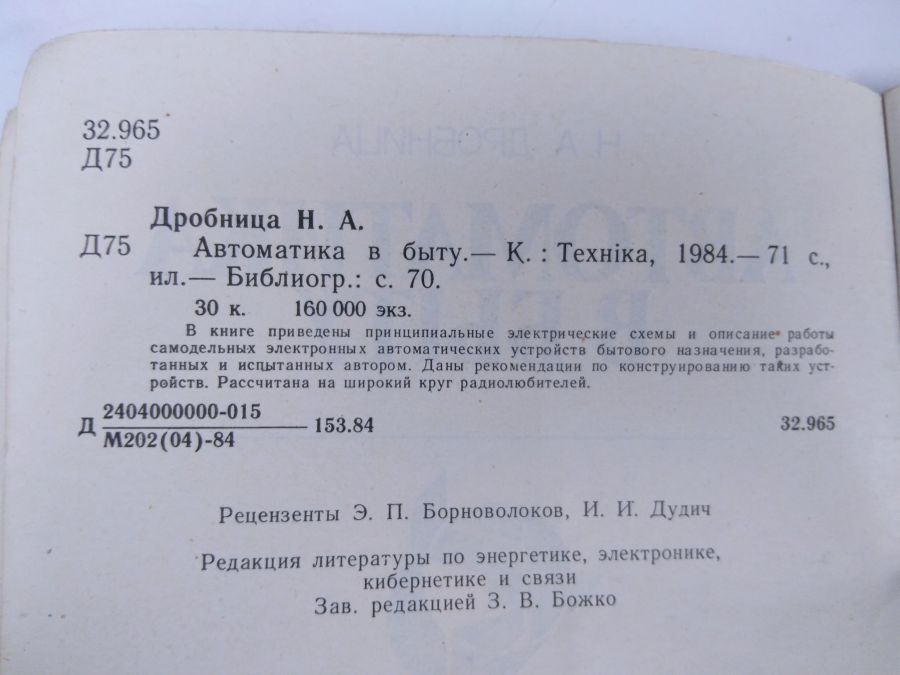 32.965
Д75
Дробница Н. А.
Д75 Автоматика в быту.— К. : Технiка, 1984.— 71 с.,
ил.— Библиогр.: с. 70.
30 к. 160 000 экз.
В книге приведены принципиальные электрические схемы и описание работы
самодельных электронных автоматических устройств бытового назначения, разрабо-
танных и испытанных автором. Даны рекомендации по конструированию таких уст-
ройств. Рассчитана на широкий круг радиолюбителей.
2404000000-015
Д — 153.84 32.965
М202(04)-84
Рецензенты Э. П. Борноволоков, И. И. Дудич
Редакция литературы по энергетике, электронике,
кибернетике и связи
Зав. редакцией З. В. Божко